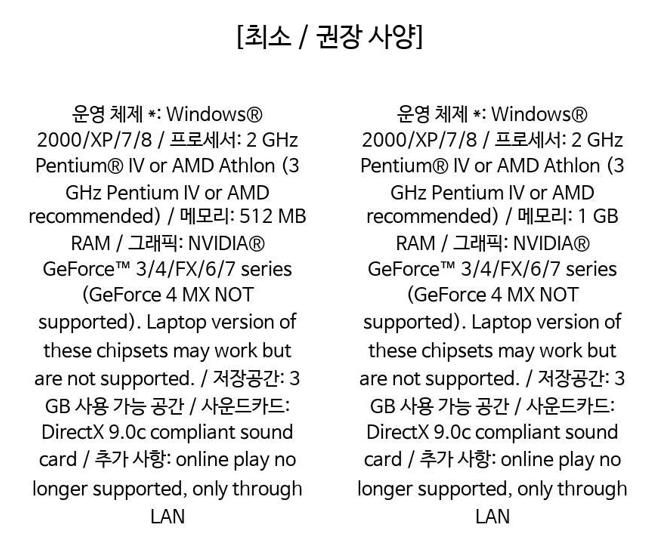 [최소 / 권장 사양]
운영 체제 *: Windows®
2000/XP/7/8 / 프로세서: 2 GHz
Pentium® IV or AMD Athlon (3
GHz Pentium IV or AMD
recommended) / 메모리: 512 MB
RAM / 그래픽: NVIDIA®
GeForce™ 3/4/FX/6/7 series
(GeForce 4 MX NOT
supported). Laptop version of
these chipsets may work but
are not supported. / 저장공간: 3
GB 사용 가능 공간 / 사운드카드:
DirectX 9.0c compliant sound
card / 추가 사항: online play no
longer supported, only through
LAN
운영 체제 *: Windows®
2000/XP/7/8 / 프로세서: 2 GHz
Pentium® IV or AMD Athlon (3
GHz Pentium IV or AMD
recommended) / 메모리: 1 GB
RAM / 그래픽: NVIDIA®
GeForce™ 3/4/FX/6/7 series
(GeForce 4 MX NOT
supported). Laptop version of
these chipsets may work but
are not supported. / 저장공간: 3
GB 사용 가능 공간 / 사운드카드:
DirectX 9.0c compliant sound
card / 추가 사항: online play no
longer supported, only through
LAN